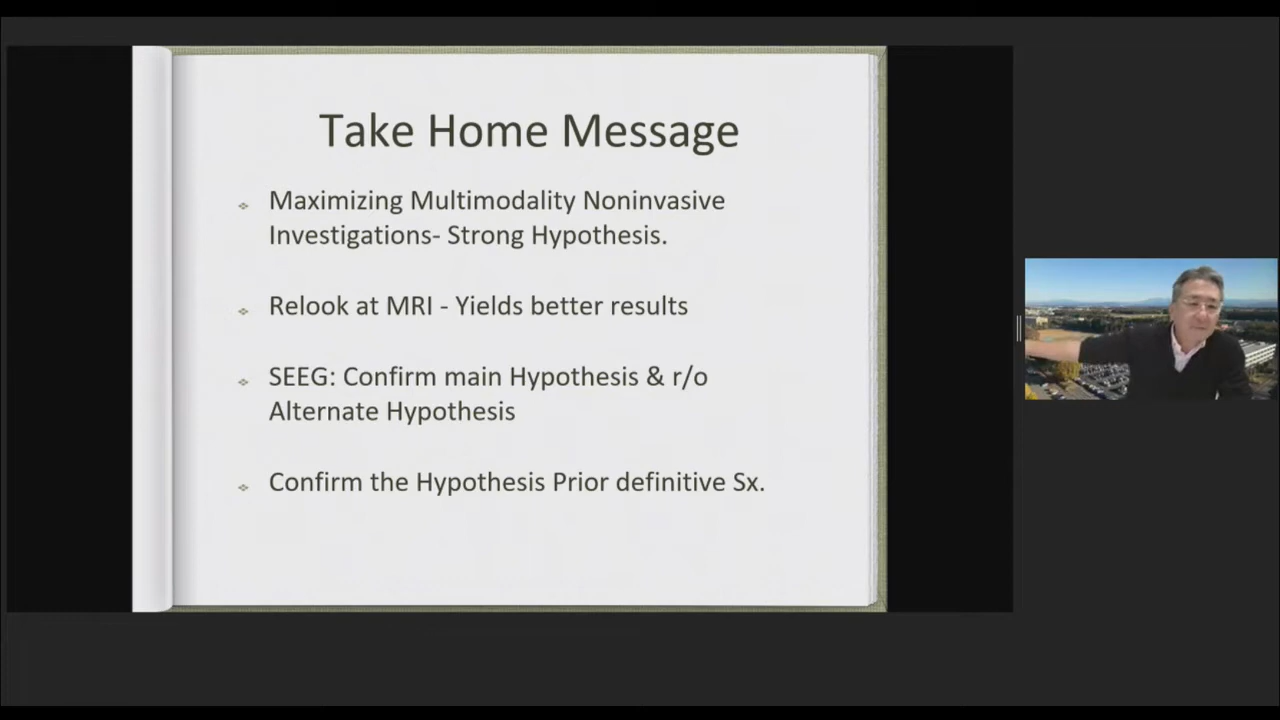 Take Home Message
Maximizing Multimodality Noninvasive
Investigations- Strong Hypothesis.
Relook at MRI - Yields better results
SEEG: Confirm main Hypothesis & r/o
Alternate Hypothesis
Confirm the Hypothesis Prior definitive Sx.